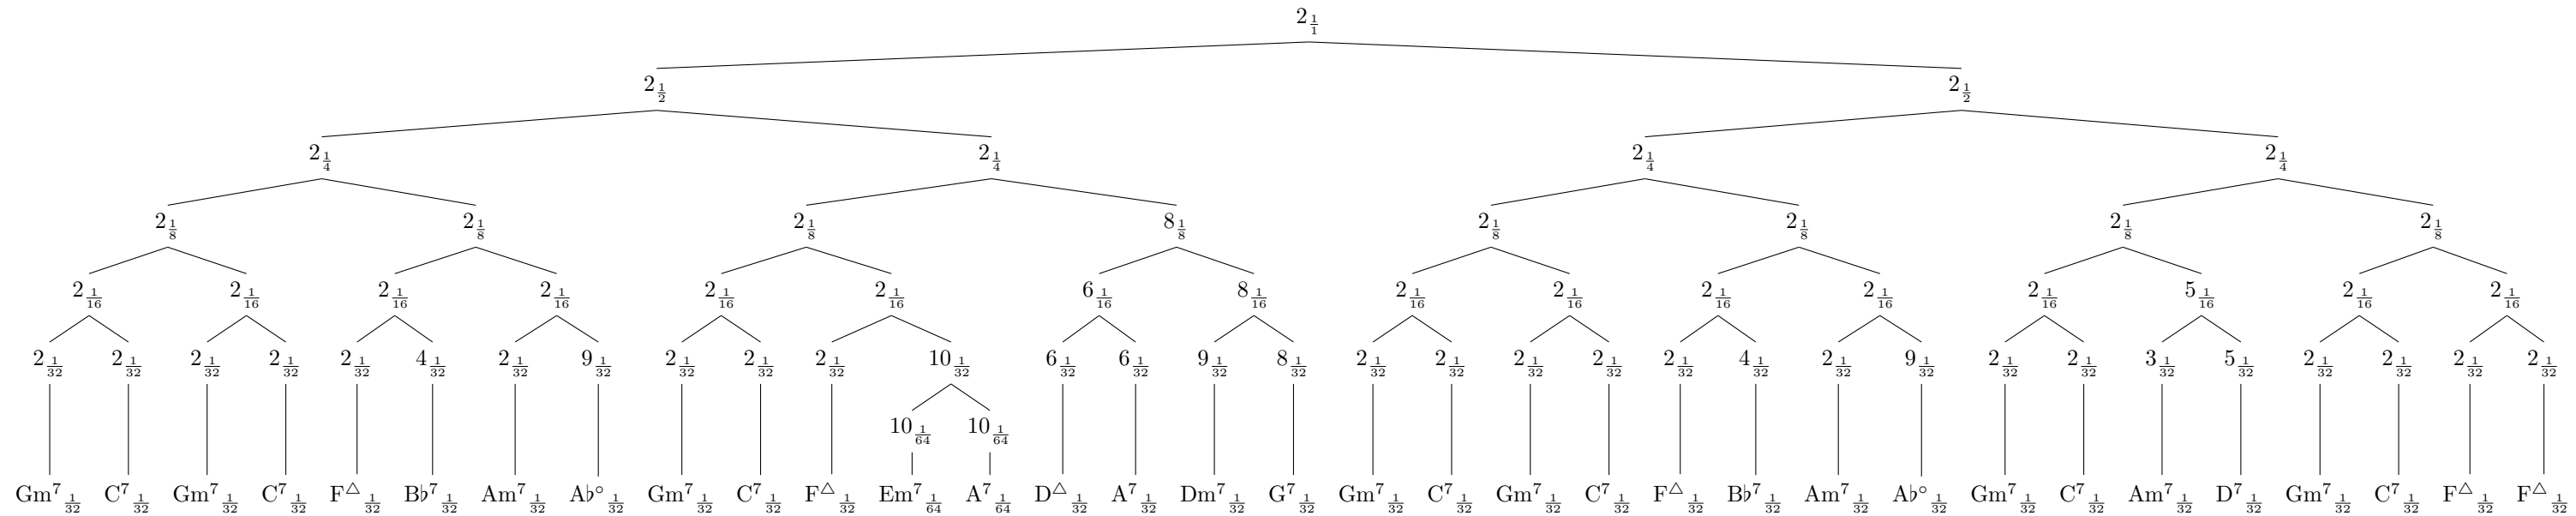 2 1/1
2 1/2 2 1/2
2 1/4 2 1/4 2 1/4 2 1/4
2 1/8 2 1/8 2 1/8 8 1/8 2 1/8 2 1/8 2 1/8 2 1/8
2 1/16 2 1/16 2 1/16 2 1/16 2 1/16 2 1/16 6 1/16 8 1/16 2 1/16 2 1/16 2 1/16 2 1/16 2 1/16 5 1/16 2 1/16 2 1/16
2 1/32 2 1/32 2 1/32 2 1/32 2 1/32 4 1/32 2 1/32 9 1/32 2 1/32 2 1/32 2 1/32 10 1/32 6 1/32 6 1/32 9 1/32 8 1/32 2 1/32 2 1/32 2 1/32 2 1/32 2 1/32 4 1/32 2 1/32 9 1/32 2 1/32 2 1/32 3 1/32 5 1/32 2 1/32 2 1/32 2 1/32 2 1/32
10 1/64 10 1/64
Gm⁷ 1/32 C⁷ 1/32 Gm⁷ 1/32 C⁷ 1/32 F△ 1/32 B♭⁷ 1/32 Am⁷ 1/32 A♭° 1/32 Gm⁷ 1/32 C⁷ 1/32 F△ 1/32 Em⁷ 1/64 A⁷ 1/64 D△ 1/32 A⁷ 1/32 Dm⁷ 1/32 G⁷ 1/32 Gm⁷ 1/32 C⁷ 1/32 Gm⁷ 1/32 C⁷ 1/32 F△ 1/32 B♭⁷ 1/32 Am⁷ 1/32 A♭° 1/32 Gm⁷ 1/32 C⁷ 1/32 Am⁷ 1/32 D⁷ 1/32 Gm⁷ 1/32 C⁷ 1/32 F△ 1/32 F△ 1/32